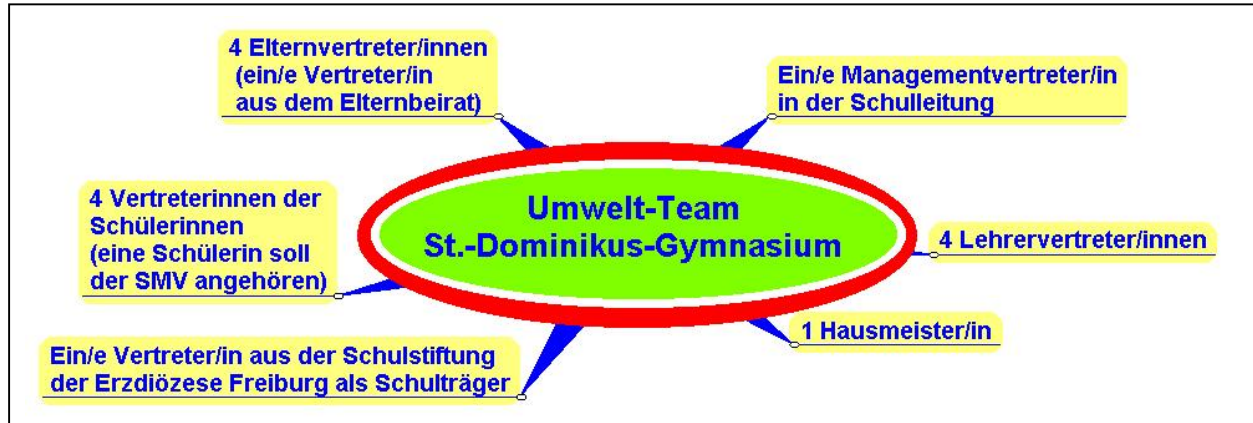 4 Elternvertreter/innen
(ein/e Vertreter/in
aus dem Elternbeirat)
Ein/e Managementvertreter/in
in der Schulleitung
4 Vertreterinnen der
Schülerinnen
(eine Schülerin soll
der SMV angehören)
Umwelt-Team
St.-Dominikus-Gymnasium
4 Lehrervertreter/innen
1 Hausmeister/in
Ein/e Vertreter/in aus der Schulstiftung
der Erzdiözese Freiburg als Schulträger